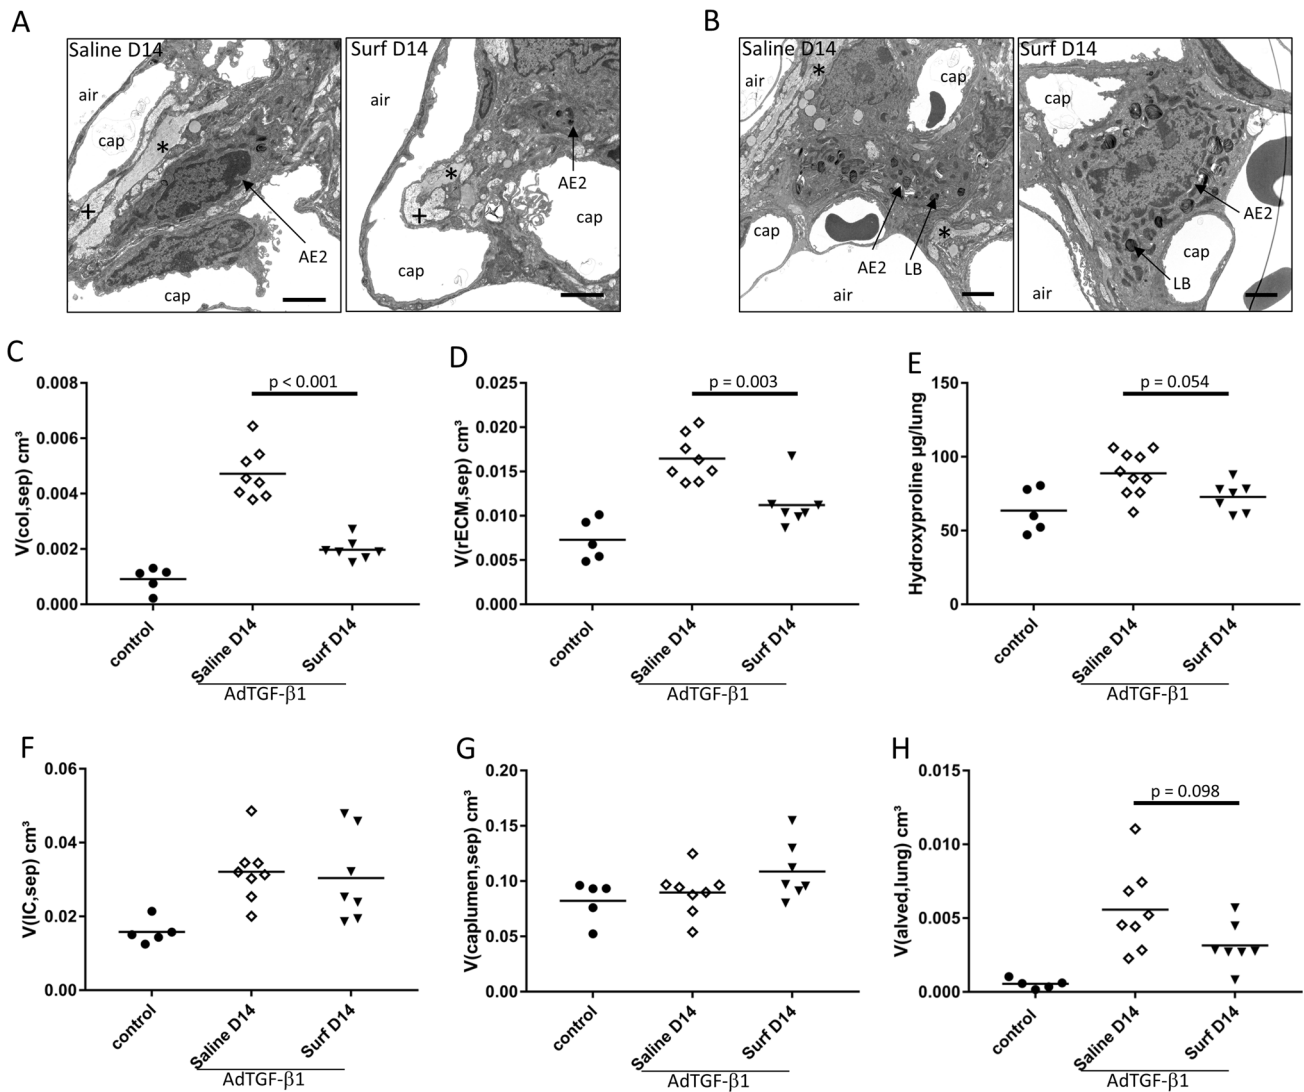 A
Saline D14
air
cap
*
+
AE2
cap
Surf D14
air
*
+
AE2
cap
cap
B
Saline D14
air
*
cap
cap
*
AE2
LB
air
Surf D14
cap
AE2
cap
LB
air
C
V(col,sep) cm³
0.008
0.006
0.004
0.002
0.000
p < 0.001
control
Saline D14
Surf D14
AdTGF-β1
D
V(rECM,sep) cm³
0.025
0.020
0.015
0.010
0.005
0.000
p = 0.003
control
Saline D14
Surf D14
AdTGF-β1
E
Hydroxyproline µg/lung
150
100
50
0
p = 0.054
control
Saline D14
Surf D14
AdTGF-β1
F
V(IC,sep) cm³
0.06
0.04
0.02
0.00
control
Saline D14
Surf D14
AdTGF-β1
G
V(caplumen,sep) cm³
0.20
0.15
0.10
0.05
0.00
control
Saline D14
Surf D14
AdTGF-β1
H
V(alved,lung) cm³
0.015
0.010
0.005
0.000
p = 0.098
control
Saline D14
Surf D14
AdTGF-β1